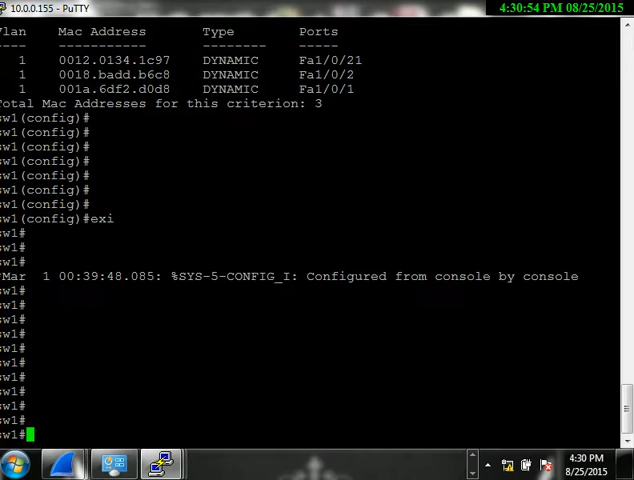 10.0.0.155 - PuTTY
4:30:54 PM 08/25/2015
Vlan Mac Address Type Ports
---- ----------- -------- -----
1 0012.0134.1c97 DYNAMIC Fa1/0/21
1 0018.badd.b6c8 DYNAMIC Fa1/0/2
1 001a.6df2.d0d8 DYNAMIC Fa1/0/1
Total Mac Addresses for this criterion: 3
sw1(config)#
sw1(config)#
sw1(config)#
sw1(config)#
sw1(config)#
sw1(config)#
sw1(config)#
sw1(config)#exi
sw1#
sw1#
sw1#
*Mar 1 00:39:48.085: %SYS-5-CONFIG_I: Configured from console by console
sw1#
sw1#
sw1#
sw1#
sw1#
sw1#
sw1#
sw1#
sw1#
sw1#
sw1#
4:30 PM
8/25/2015